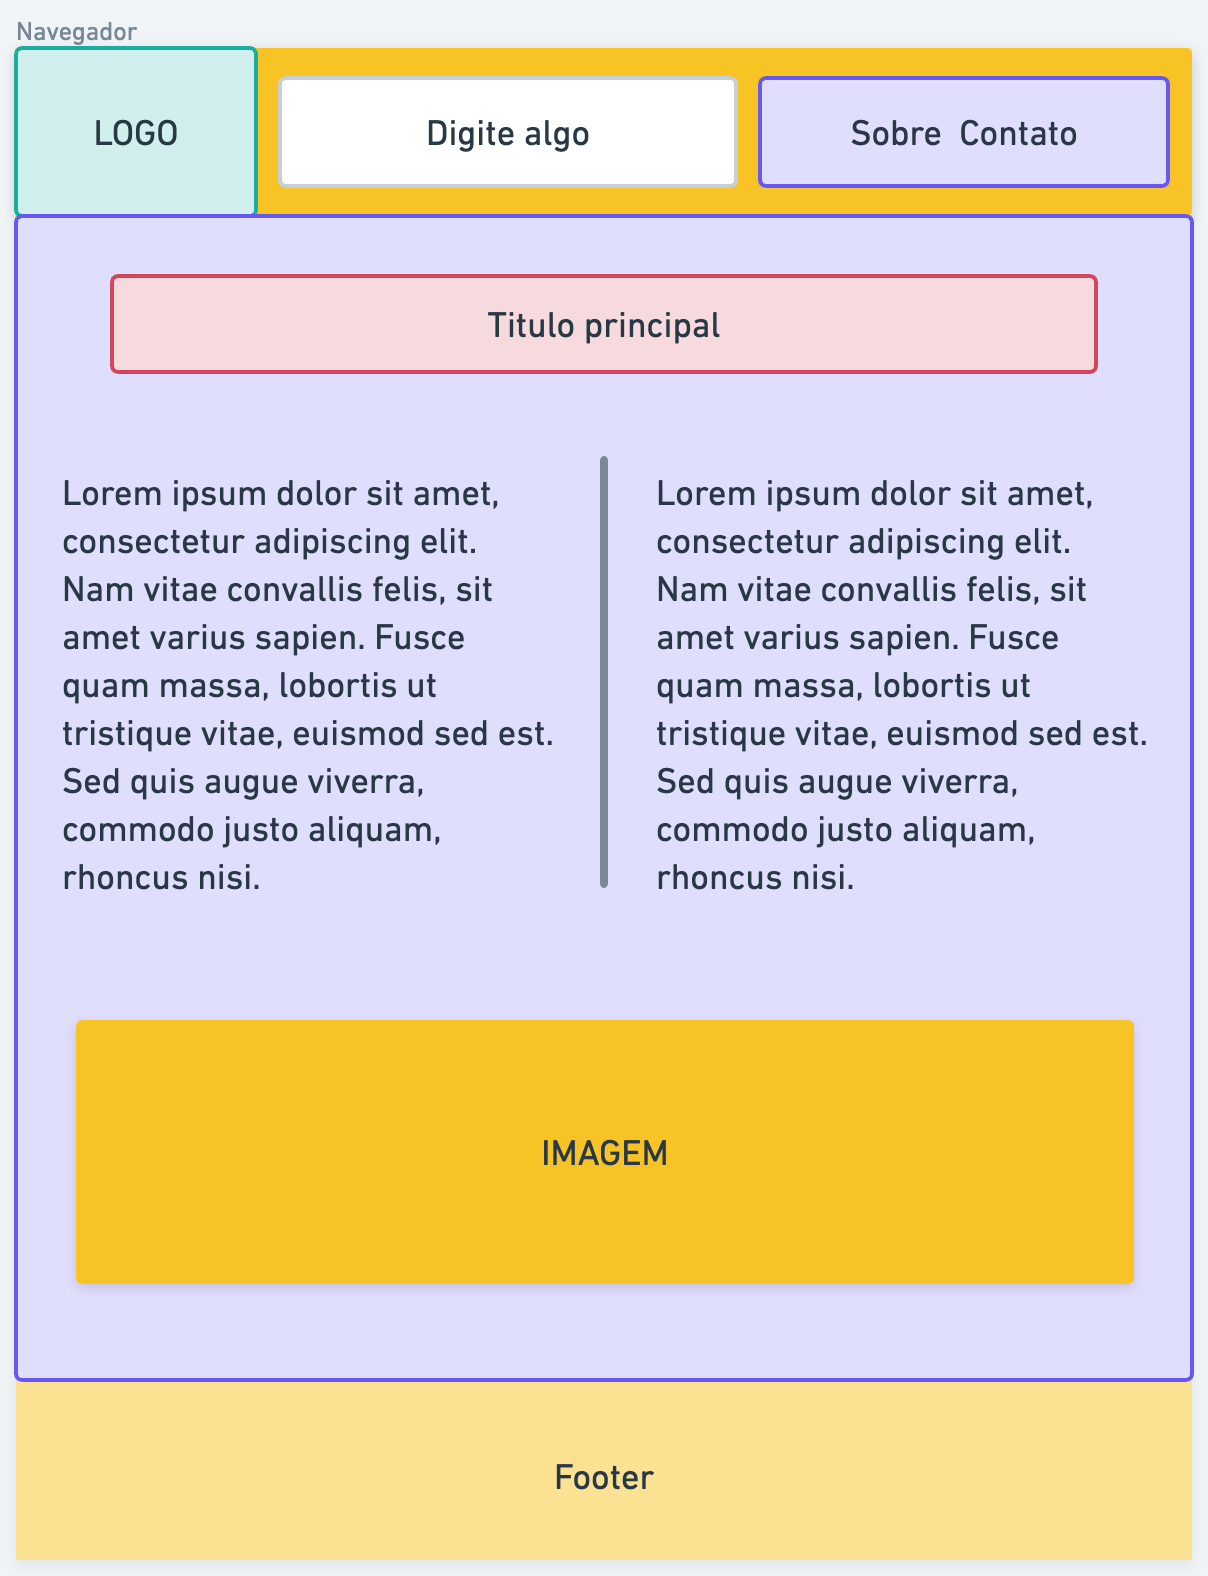 Navegador
LOGO
Digite algo
Sobre  Contato
Titulo principal
Lorem ipsum dolor sit amet,
consectetur adipiscing elit.
Nam vitae convallis felis, sit
amet varius sapien. Fusce
quam massa, lobortis ut
tristique vitae, euismod sed est.
Sed quis augue viverra,
commodo justo aliquam,
rhoncus nisi.
Lorem ipsum dolor sit amet,
consectetur adipiscing elit.
Nam vitae convallis felis, sit
amet varius sapien. Fusce
quam massa, lobortis ut
tristique vitae, euismod sed est.
Sed quis augue viverra,
commodo justo aliquam,
rhoncus nisi.
IMAGEM
Footer